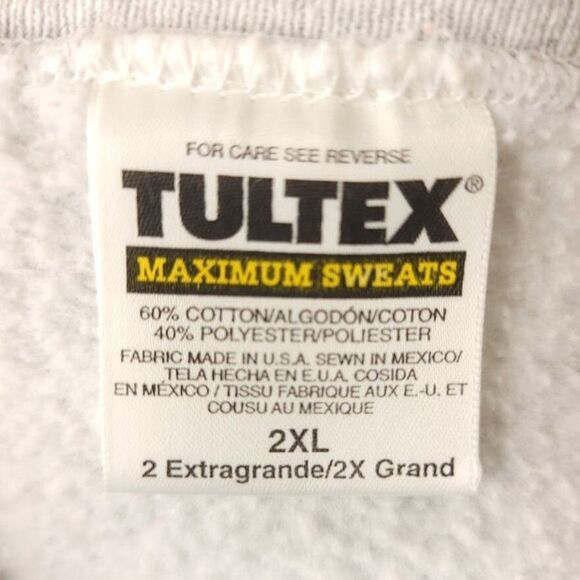 FOR CARE SEE REVERSE
TULTEX®
MAXIMUM SWEATS
60% COTTON/ALGODÓN/COTON
40% POLYESTER/POLIESTER
FABRIC MADE IN U.S.A. SEWN IN MEXICO/
TELA HECHA EN E.U.A. COSIDA
EN MÉXICO / TISSU FABRIQUE AUX E.-U. ET
COUSU AU MEXIQUE
2XL
2 Extragrande/2X Grand